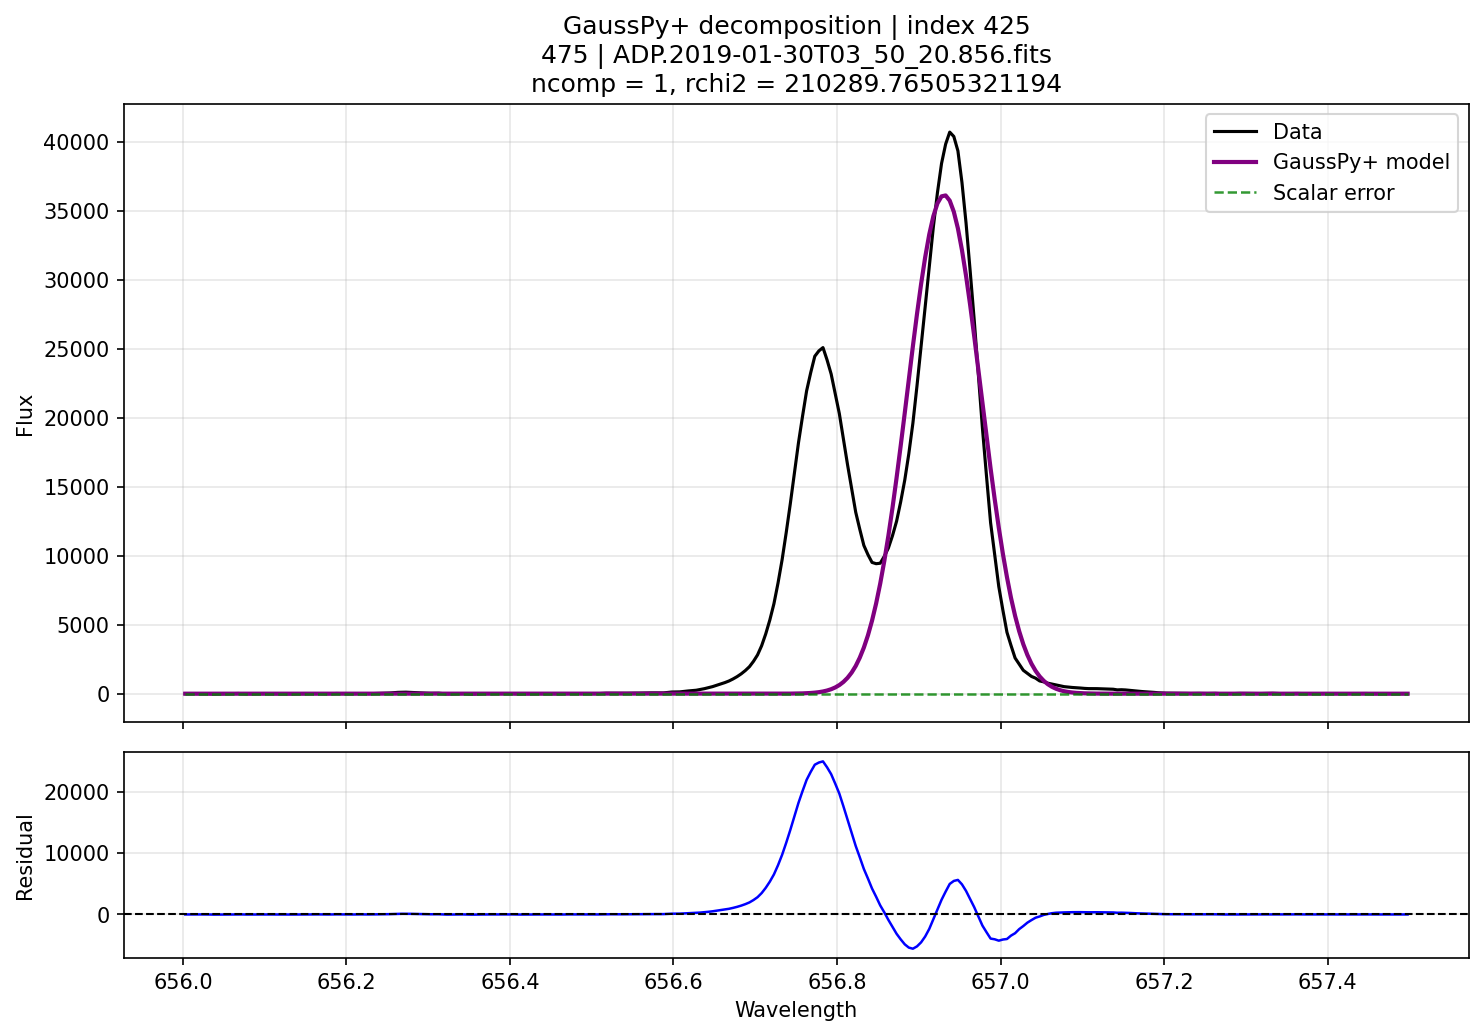 GaussPy+ decomposition | index 425
475 | ADP.2019-01-30T03_50_20.856.fits
ncomp = 1, rchi2 = 210289.76505321194
Data
GaussPy+ model
Scalar error
Flux
40000
35000
30000
25000
20000
15000
10000
5000
0
Residual
20000
10000
0
656.0
656.2
656.4
656.6
656.8
657.0
657.2
657.4
Wavelength